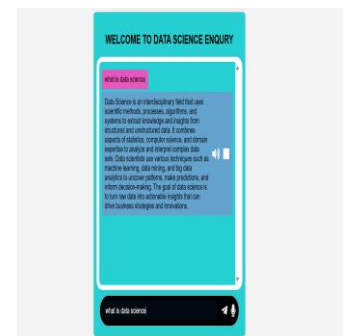 WELCOME TO DATA SCIENCE ENQURY
what is data science
Data Science is an interdisciplinary field that uses
scientific methods, processes, algorithms, and
systems to extract knowledge and insights from
structured and unstructured data. It combines
aspects of statistics, computer science, and domain
expertise to analyze and interpret complex data
sets. Data scientists use various techniques such as
machine learning, data mining, and big data
analytics to uncover patterns, make predictions, and
inform decision-making. The goal of data science is
to turn raw data into actionable insights that can
drive business strategies and innovations.
what is data science